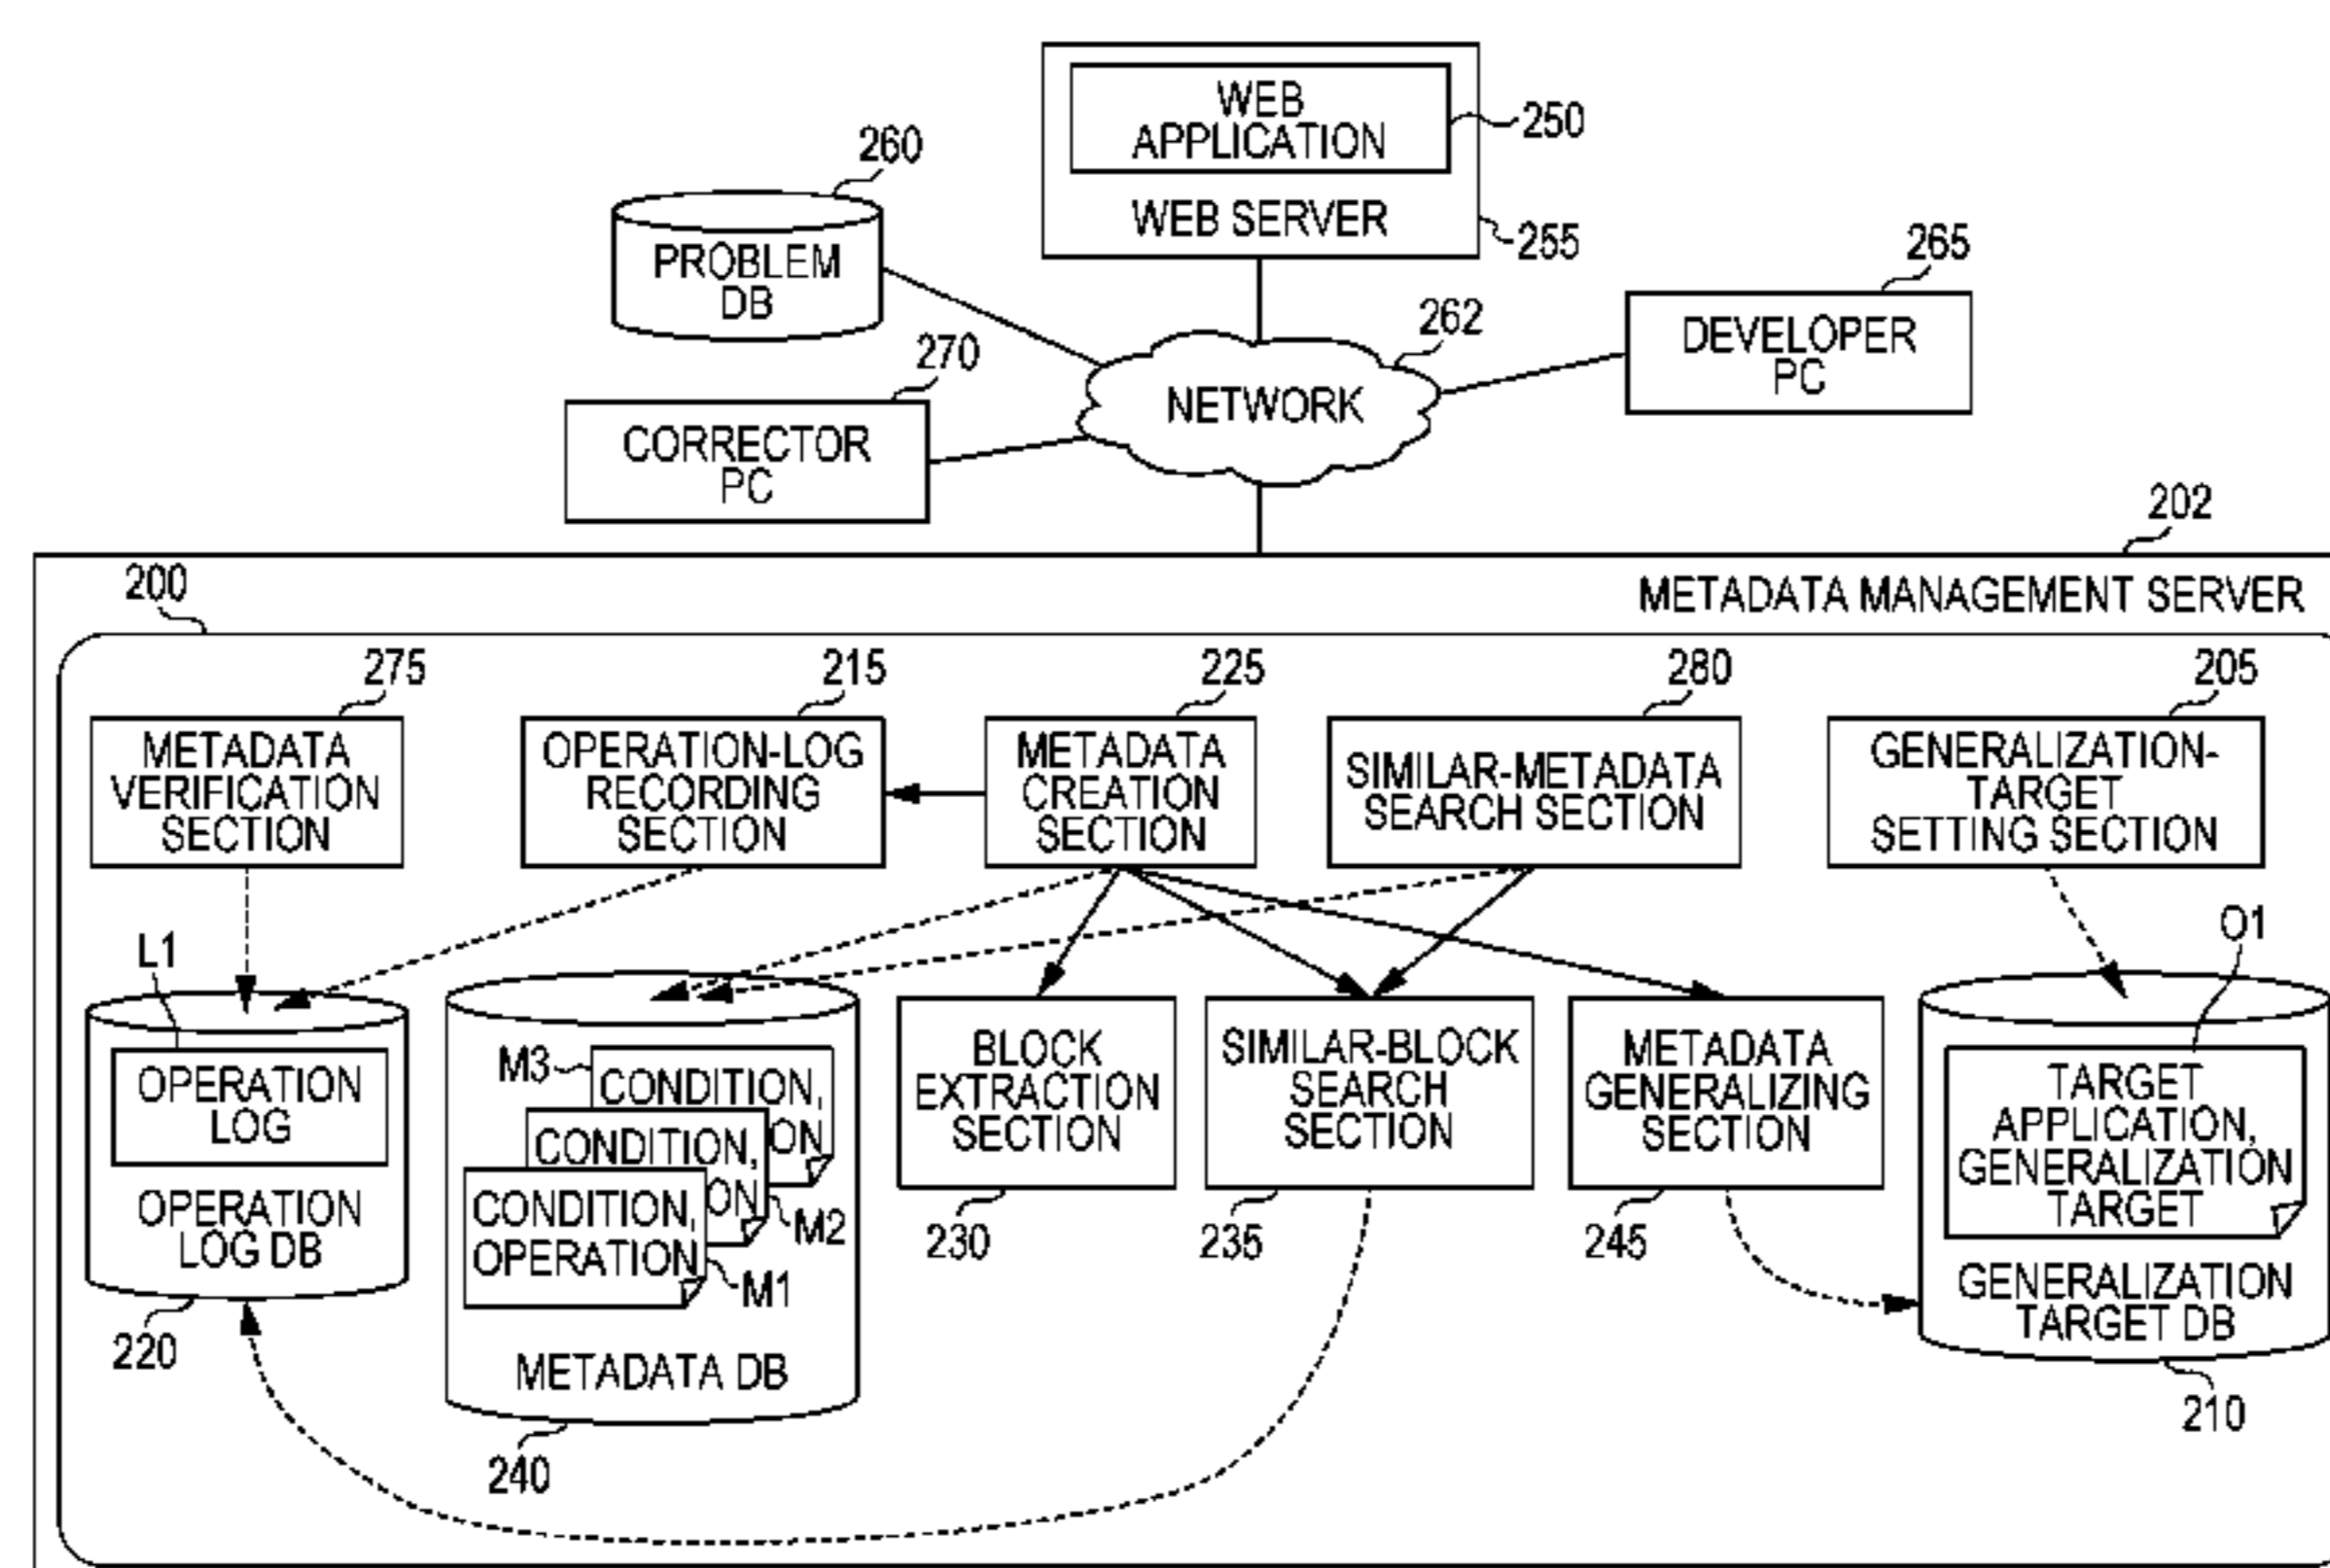 WEB
APPLICATION
250
WEB SERVER
255
260
PROBLEM
DB
265
DEVELOPER
PC
262
NETWORK
270
CORRECTOR
PC
202
METADATA MANAGEMENT SERVER
200
275
METADATA
VERIFICATION
SECTION
215
OPERATION-LOG
RECORDING
SECTION
225
METADATA
CREATION
SECTION
280
SIMILAR-METADATA
SEARCH SECTION
205
GENERALIZATION-
TARGET
SETTING SECTION
L1
OPERATION
LOG
OPERATION
LOG DB
220
M3
CONDITION,
ON
CONDITION,
ON
M2
CONDITION,
OPERATION
M1
METADATA DB
240
BLOCK
EXTRACTION
SECTION
230
SIMILAR-BLOCK
SEARCH
SECTION
235
METADATA
GENERALIZING
SECTION
245
O1
TARGET
APPLICATION,
GENERALIZATION
TARGET
GENERALIZATION
TARGET DB
210